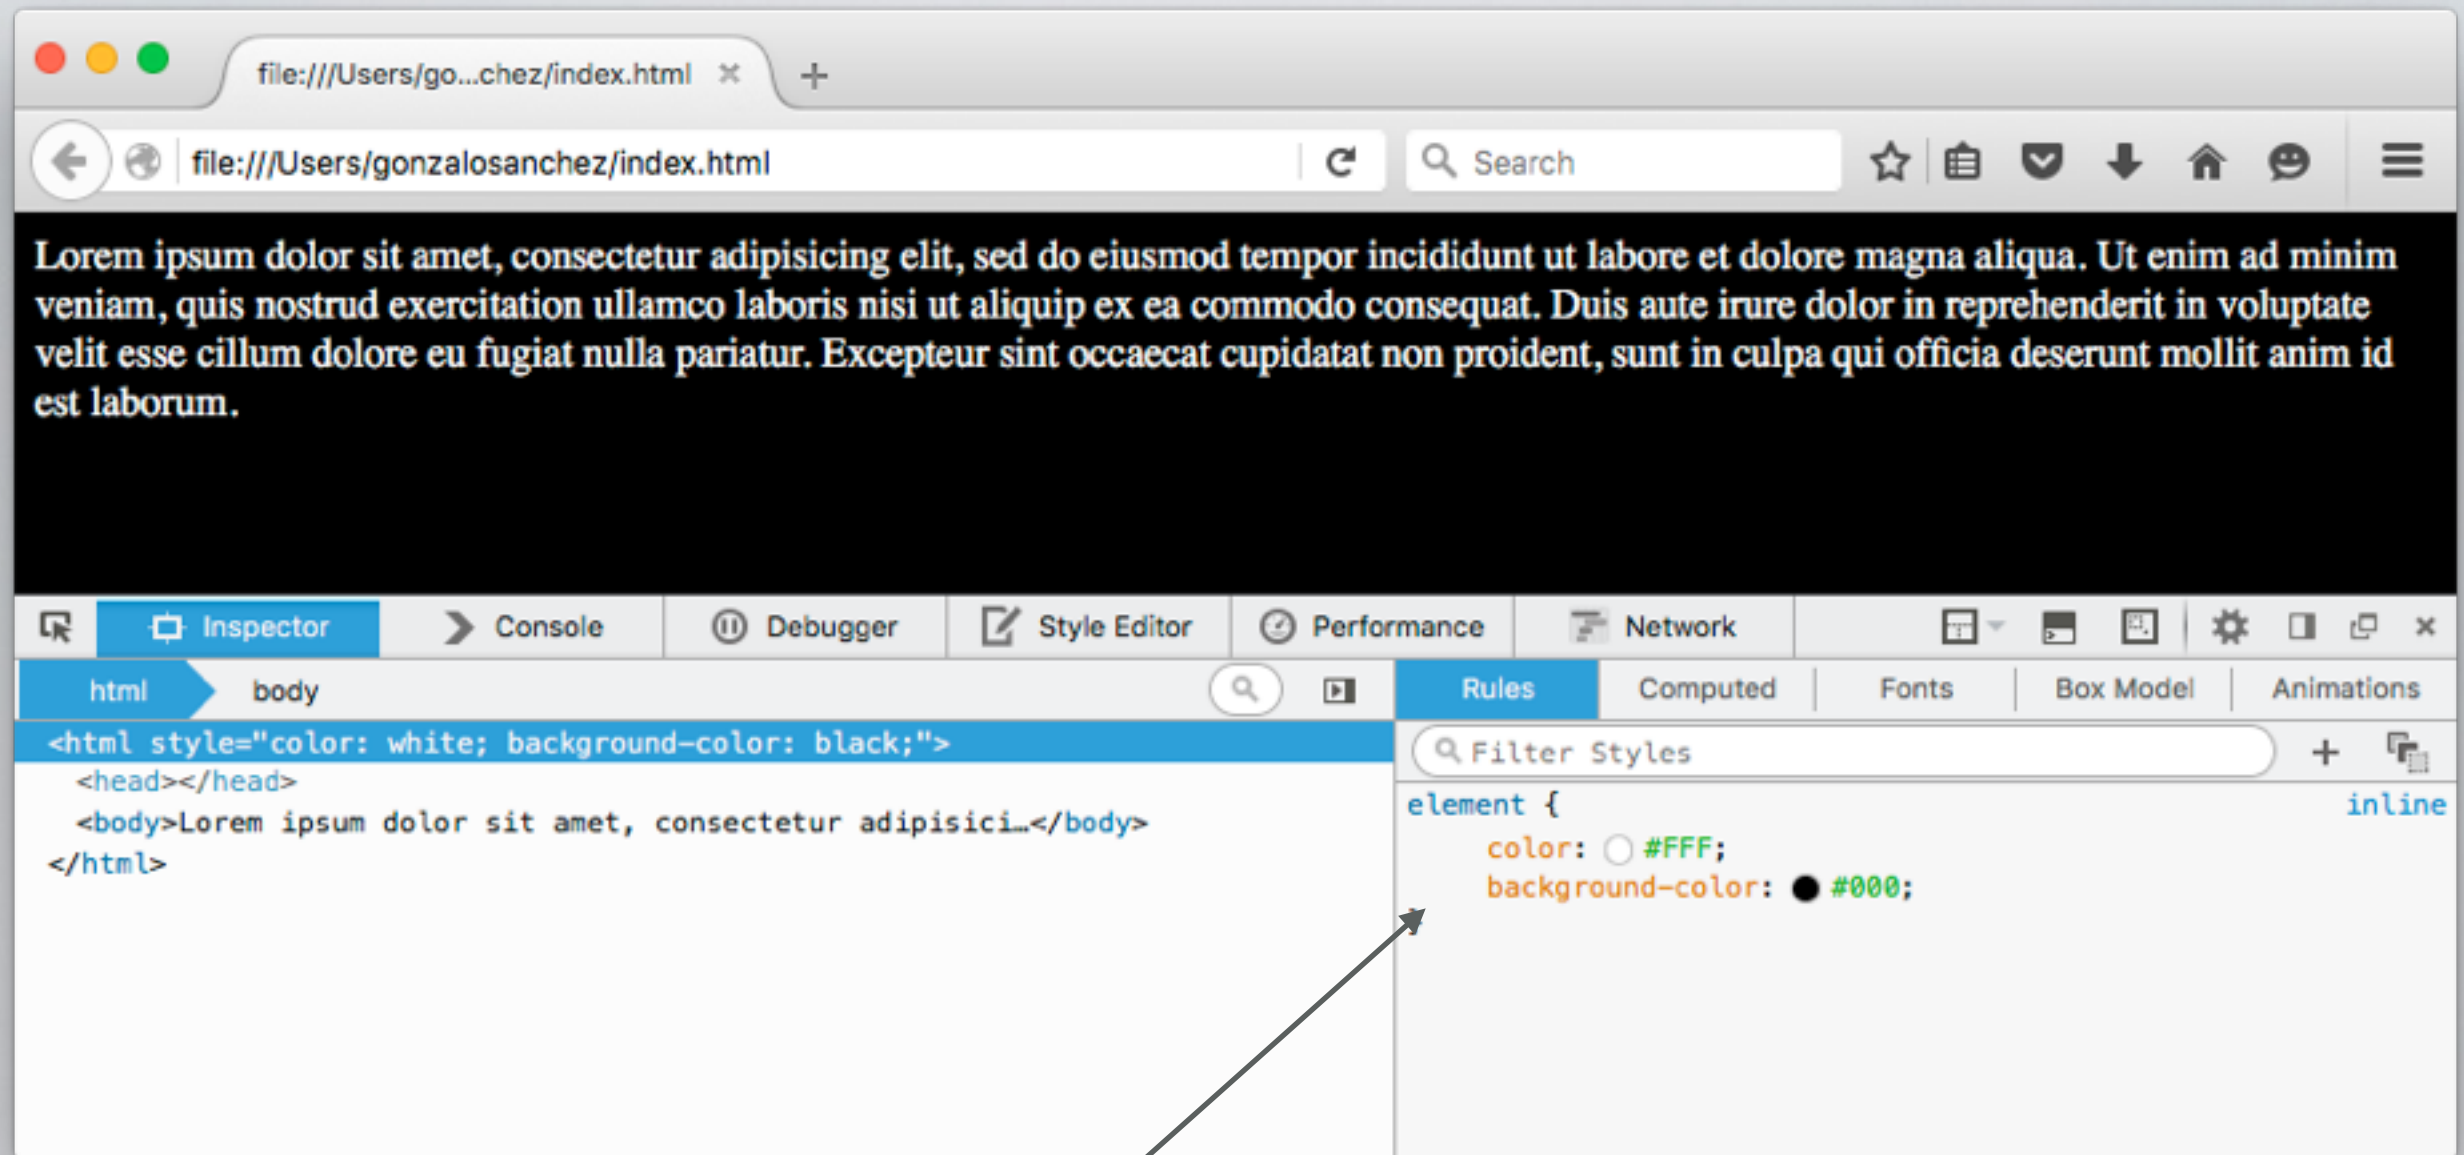 file:///Users/go...chez/index.html
file:///Users/gonzalosanchez/index.html
Search
Lorem ipsum dolor sit amet, consectetur adipisicing elit, sed do eiusmod tempor incididunt ut labore et dolore magna aliqua. Ut enim ad minim
veniam, quis nostrud exercitation ullamco laboris nisi ut aliquip ex ea commodo consequat. Duis aute irure dolor in reprehenderit in voluptate
velit esse cillum dolore eu fugiat nulla pariatur. Excepteur sint occaecat cupidatat non proident, sunt in culpa qui officia deserunt mollit anim id
est laborum.
Inspector Console Debugger Style Editor Performance Network
html body
Rules Computed Fonts Box Model Animations
<html style="color: white; background-color: black;">
<head></head>
<body>Lorem ipsum dolor sit amet, consectetur adipisici…</body>
</html>
Filter Styles +
element { inline
color: #FFF;
background-color: #000;
}